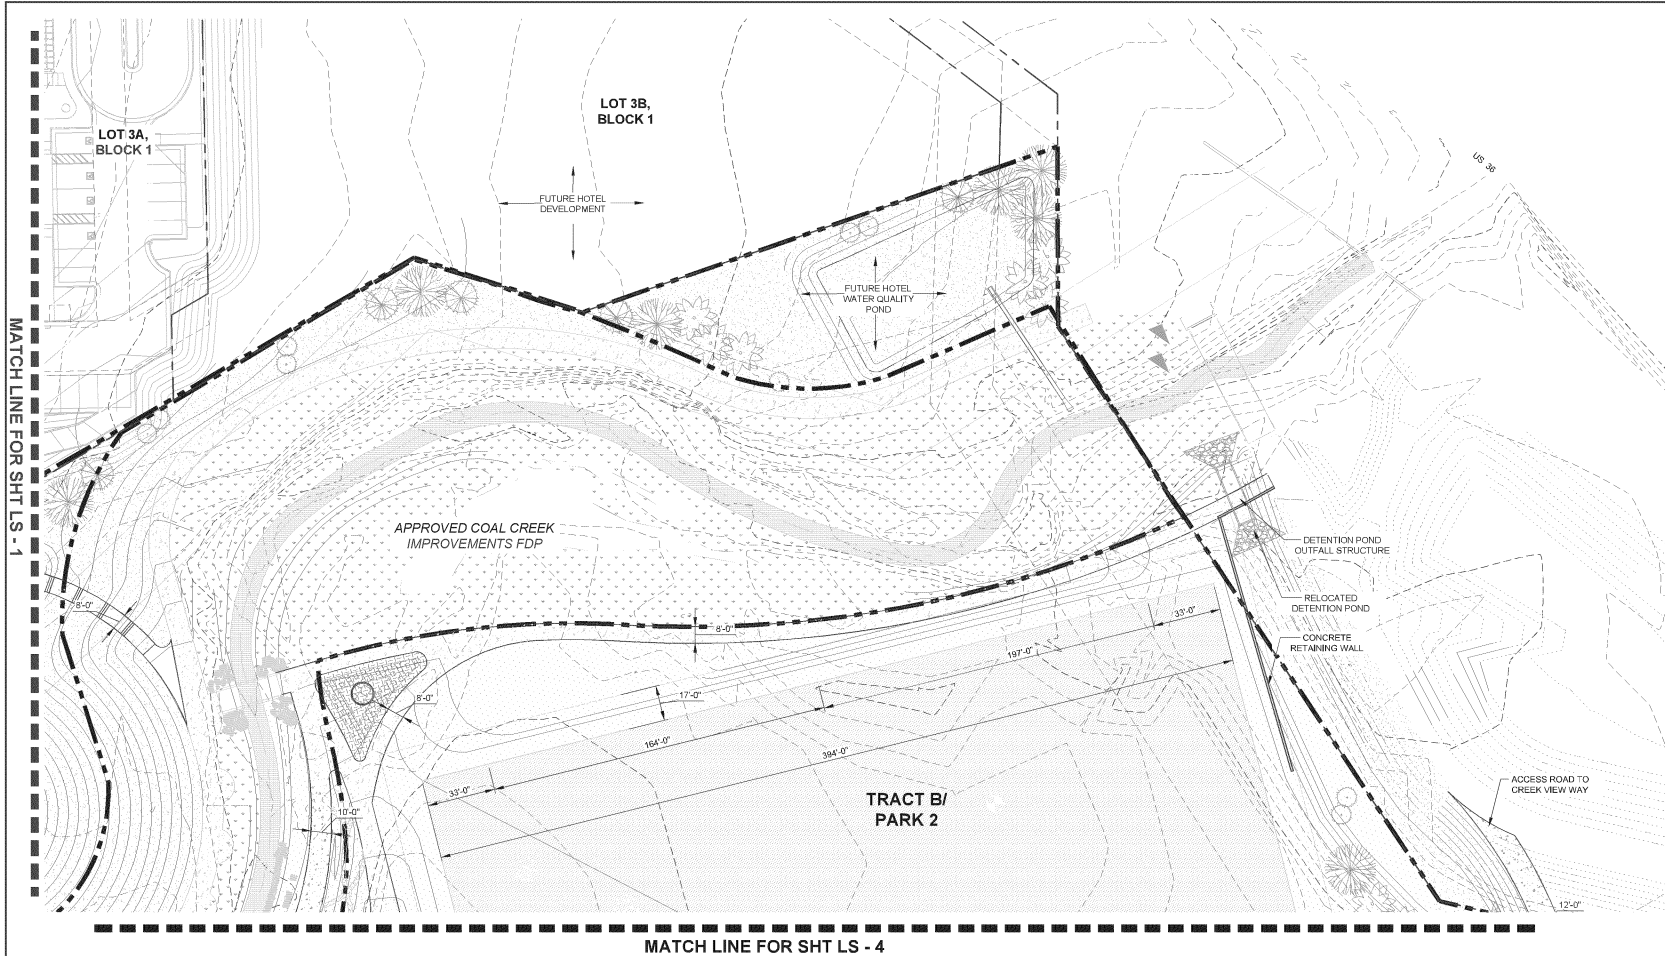 LOT 3B,
BLOCK 1
LOT 3A,
BLOCK 1
US 36
FUTURE HOTEL
DEVELOPMENT
FUTURE HOTEL
WATER QUALITY
POND
MATCH LINE FOR SHT LS - 1
APPROVED COAL CREEK
IMPROVEMENTS FDP
DETENTION POND
OUTFALL STRUCTURE
RELOCATED
DETENTION POND
CONCRETE
RETAINING WALL
8'-0"
8'-0"
33'-0"
197'-0"
17'-0"
8'-0"
164'-0"
394'-0"
33'-0"
10'-0"
TRACT B/
PARK 2
ACCESS ROAD TO
CREEK VIEW WAY
12'-0"
MATCH LINE FOR SHT LS - 4